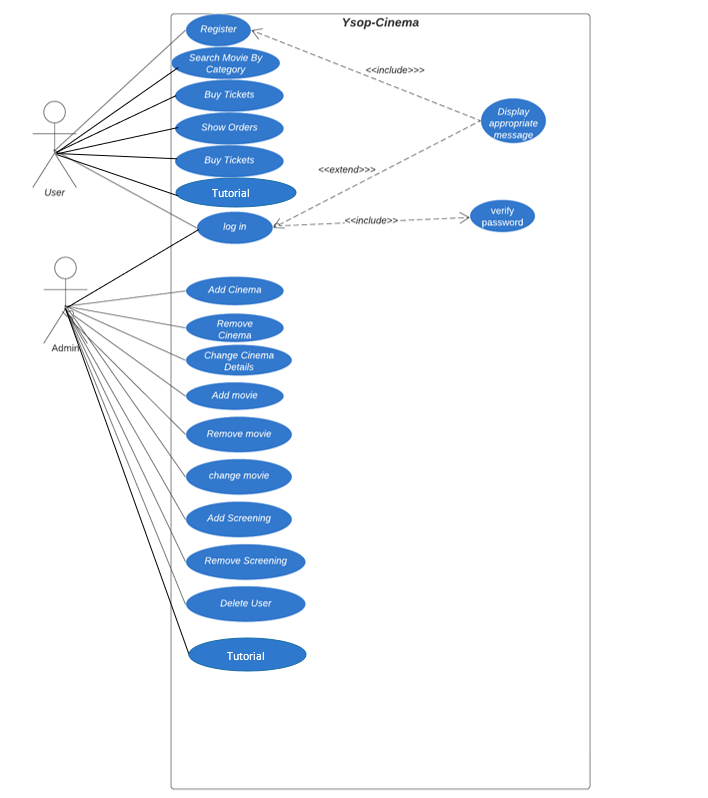 Ysop-Cinema
Register
<<include>>>
Search Movie By
Category
Buy Tickets
Display
appropriate
message
Show Orders
Buy Tickets
<<extend>>>
User
Tutorial
log in
<<include>>
verify
password
Admin
Add Cinema
Remove
Cinema
Change Cinema
Details
Add movie
Remove movie
change movie
Add Screening
Remove Screening
Delete User
Tutorial